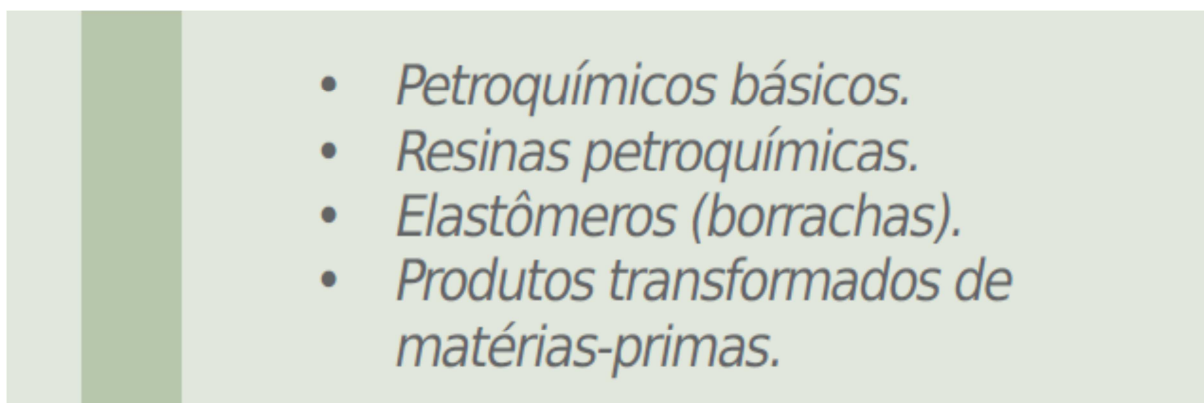 • Petroquímicos básicos.
• Resinas petroquímicas.
• Elastômeros (borrachas).
• Produtos transformados de
matérias-primas.